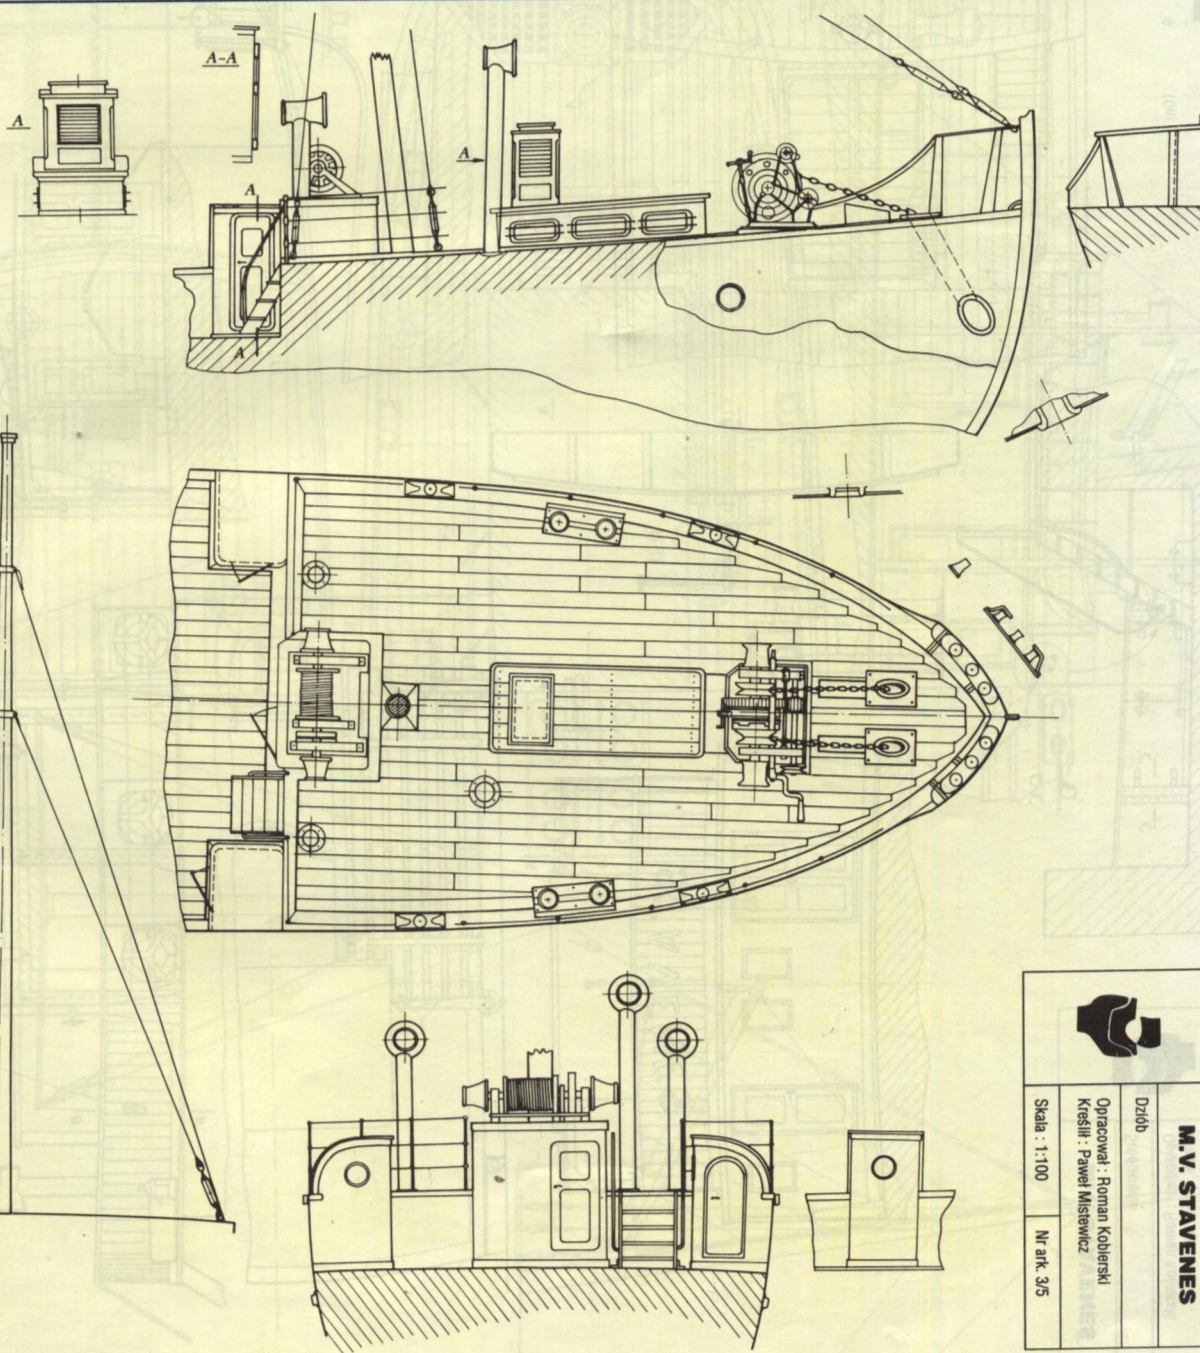 A-A
A
A
A
A
M.V. STAVENES
Dziób
Opracował : Roman Kobierski
Kreślił : Paweł Mistewicz
Skala : 1:100
Nr ark. 3/5